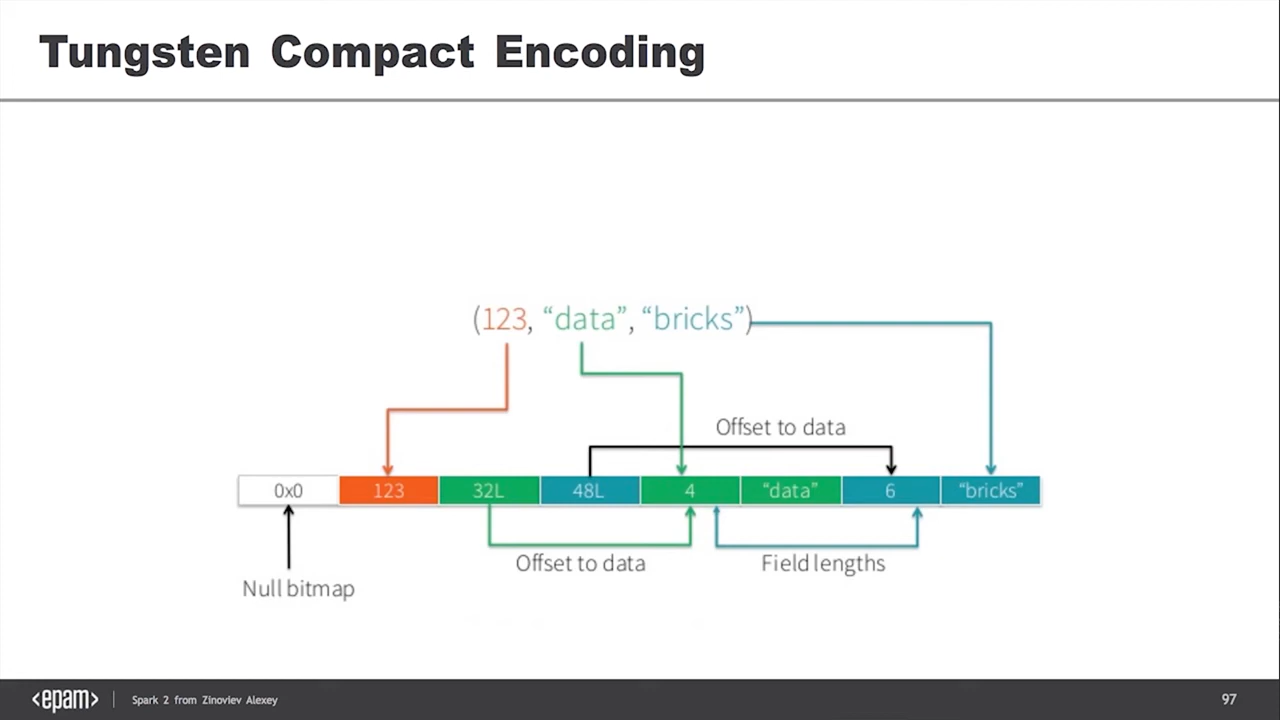 Tungsten Compact Encoding
(123, “data”, “bricks”)
Offset to data
0x0 123 32L 48L 4 “data” 6 “bricks”
Offset to data Field lengths
Null bitmap
<epam> Spark 2 from Zinoviev Alexey 97